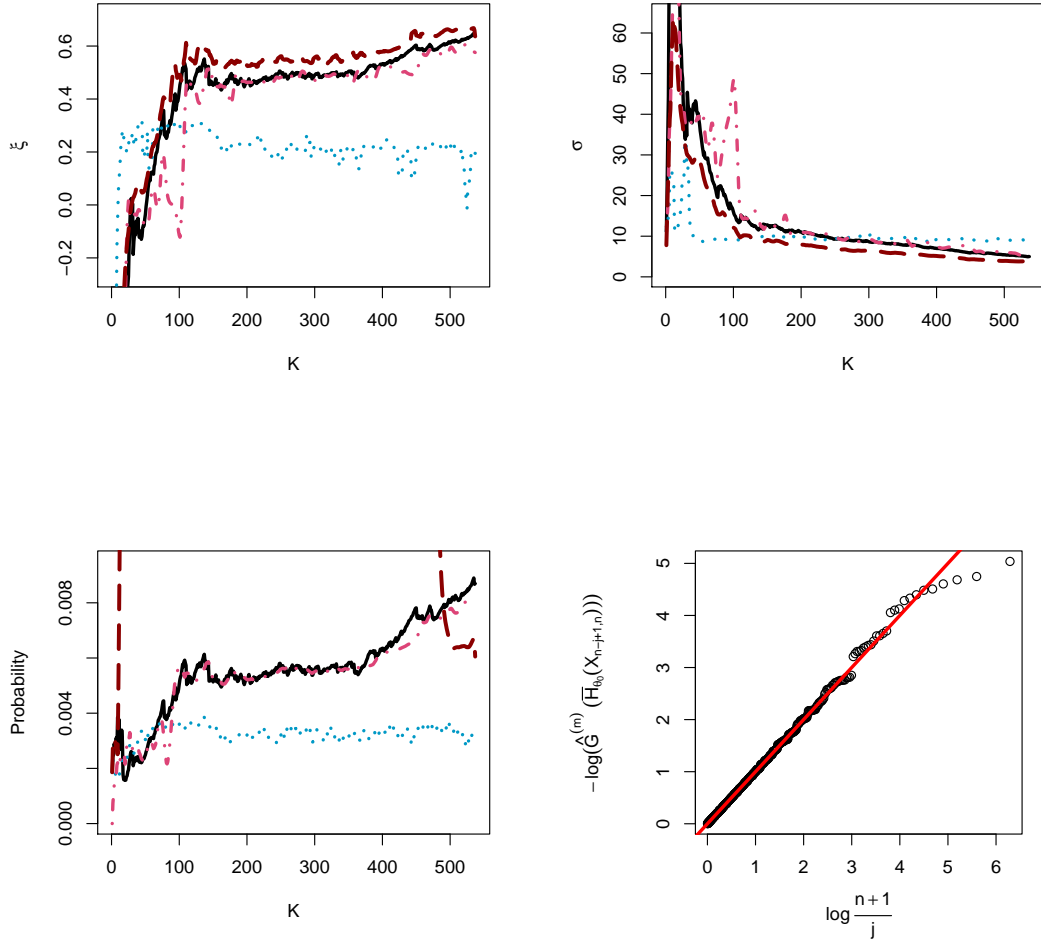 ξ
−0.2 0.0 0.2 0.4 0.6
0 100 200 300 400 500
K
σ
0 10 20 30 40 50 60
0 100 200 300 400 500
K
Probability
0.000 0.004 0.008
0 100 200 300 400 500
K
− log(Ĝ^(m) (H̅_θ₀(X_{n−j+1,n})))
0 1 2 3 4 5
0 1 2 3 4 5 6
log (n + 1)/j